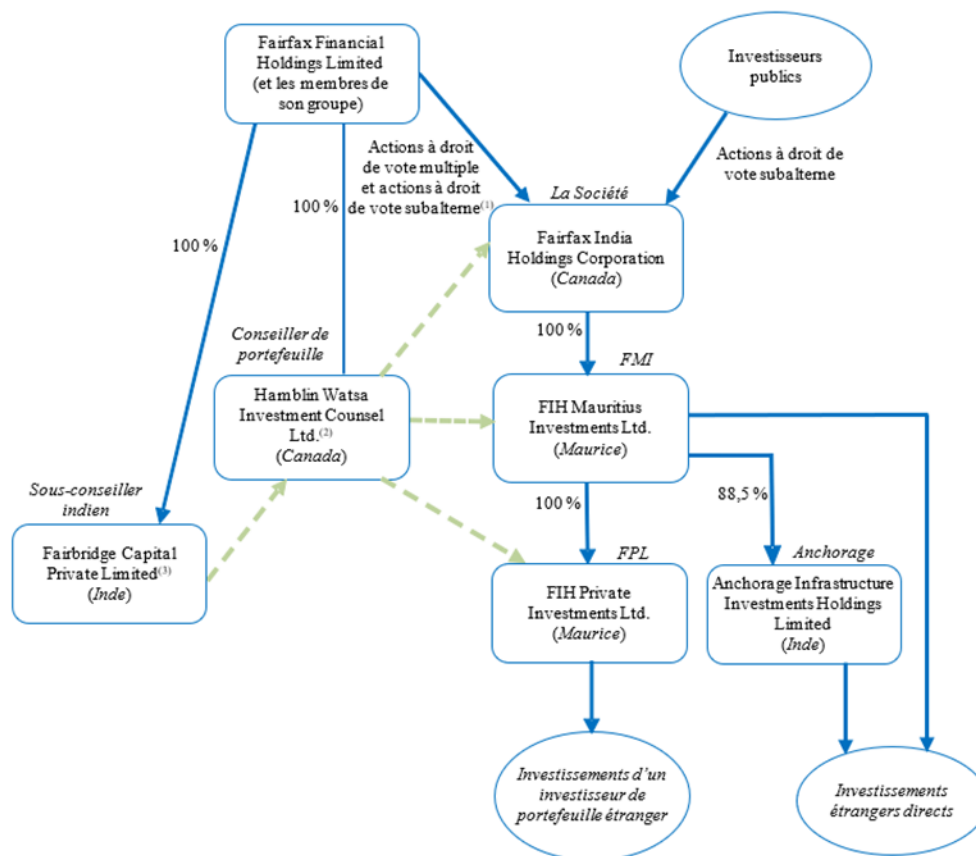 Fairfax Financial
Holdings Limited
(et les membres de
son groupe)
Investisseurs
publics
Actions à droit
de vote multiple
et actions à droit
de vote subalterne(1)
Actions à droit de
vote subalterne
100 %
100 %
La Société
Fairfax India
Holdings Corporation
(Canada)
100 %
Conseiller de
portefeuille
FMI
Hamblin Watsa
Investment Counsel
Ltd.(2)
(Canada)
FIH Mauritius
Investments Ltd.
(Maurice)
Sous-conseiller
indien
100 %
88,5 %
Fairbridge Capital
Private Limited(3)
(Inde)
FPL
Anchorage
FIH Private
Investments Ltd.
(Maurice)
Anchorage Infrastructure
Investments Holdings
Limited
(Inde)
Investissements d’un
investisseur de
portefeuille étranger
Investissements
étrangers directs